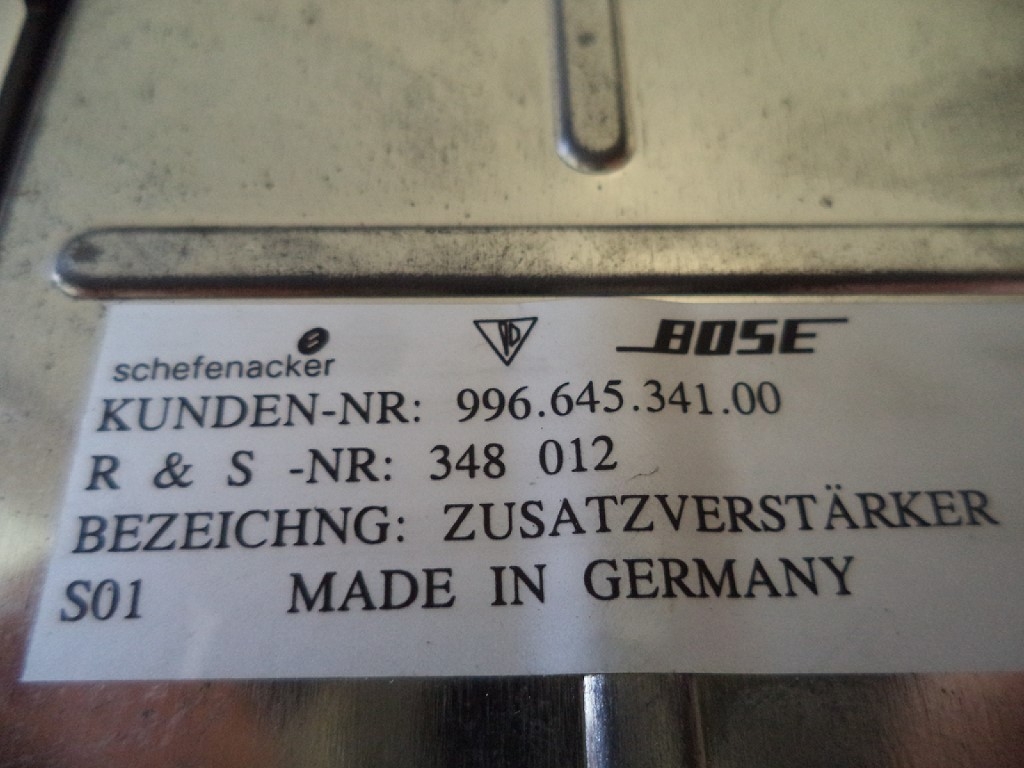 schefenacker BOSE
KUNDEN-NR: 996.645.341.00
R & S -NR: 348 012
BEZEICHNG: ZUSATZVERSTÄRKER
S01 MADE IN GERMANY